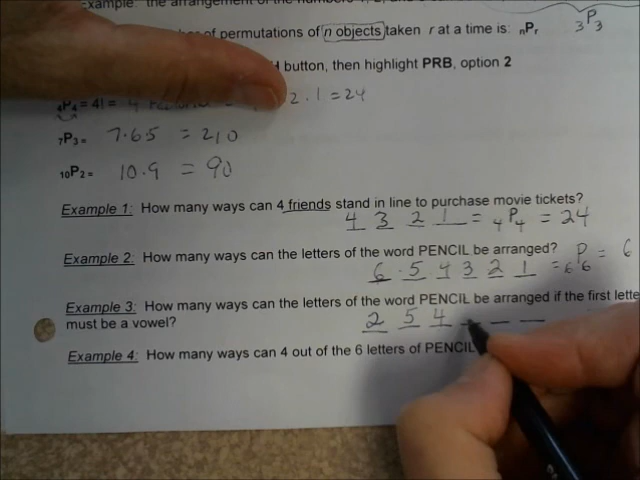 example: the arrangement of the numbers
of permutations of n objects taken r at a time is: nPr 3P3
button, then highlight PRB, option 2
4P4 = 4! = 2 . 1 = 24
7P3 = 7·6·5 = 210
10P2 = 10·9 = 90
Example 1: How many ways can 4 friends stand in line to purchase movie tickets?
4 3 2 1 = 4P4 = 24
Example 2: How many ways can the letters of the word PENCIL be arranged?
6 · 5 4 3 2 1 = 6P6 = 6
Example 3: How many ways can the letters of the word PENCIL be arranged if the first
must be a vowel? 2 5 4
Example 4: How many ways can 4 out of the 6 letters of PENCIL